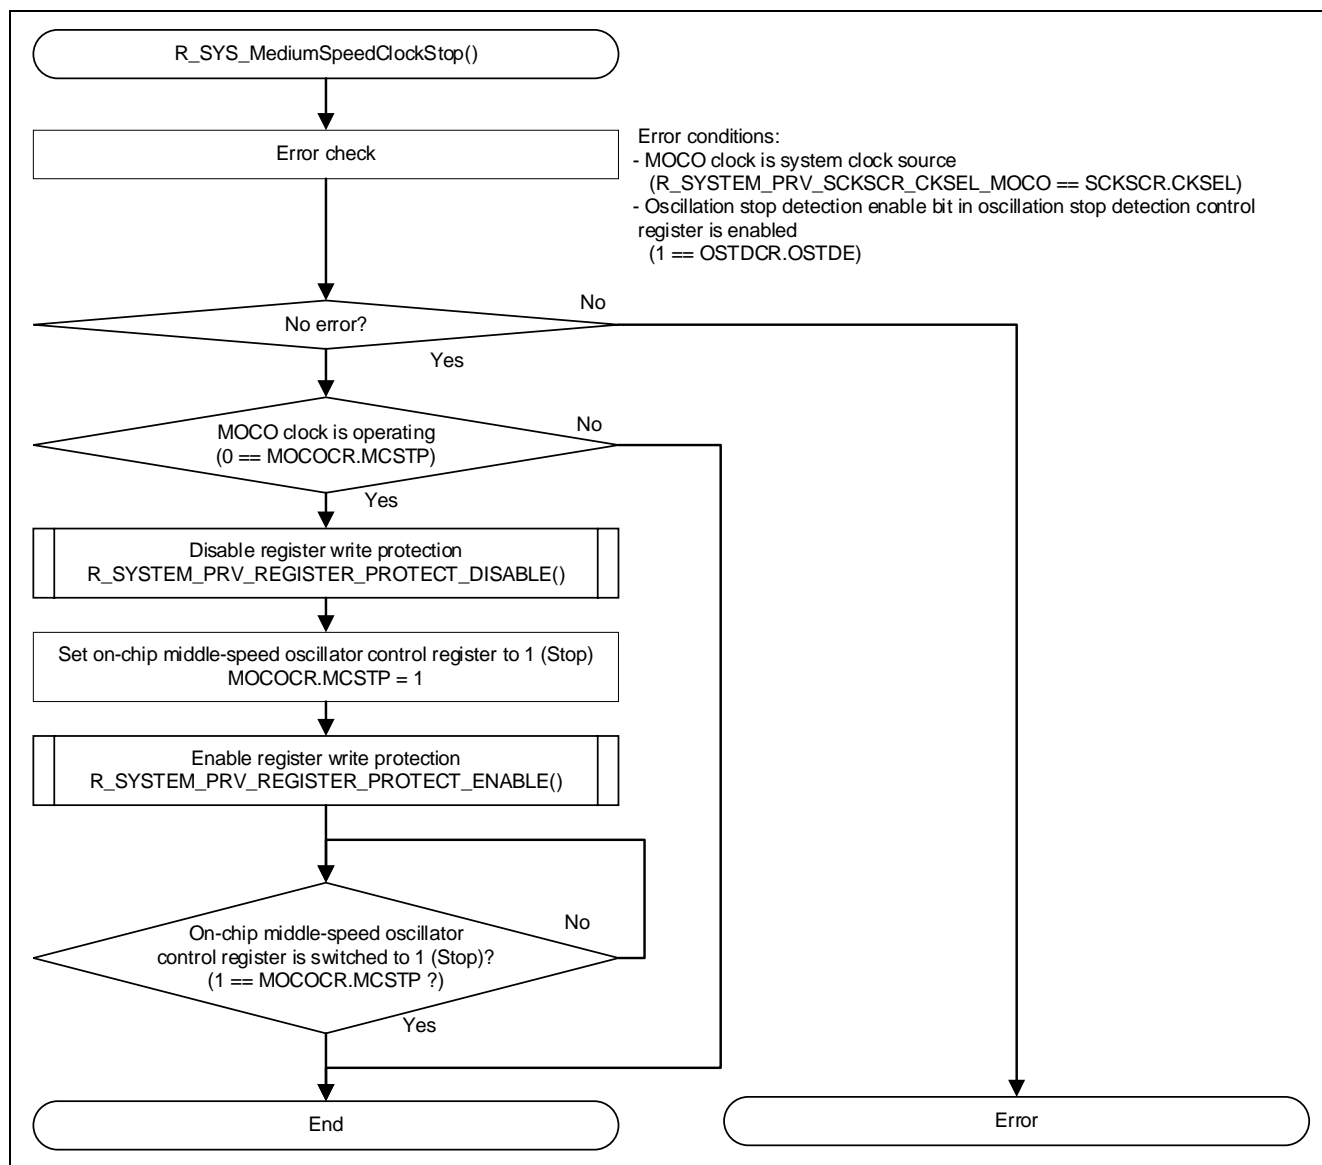 R_SYS_MediumSpeedClockStop()
Error check
Error conditions:
- MOCO clock is system clock source
(R_SYSTEM_PRV_SCKSCR_CKSEL_MOCO == SCKSCR.CKSEL)
- Oscillation stop detection enable bit in oscillation stop detection control
register is enabled
(1 == OSTDCR.OSTDE)
No error?
No
Yes
MOCO clock is operating
(0 == MOCOCR.MCSTP)
No
Yes
Disable register write protection
R_SYSTEM_PRV_REGISTER_PROTECT_DISABLE()
Set on-chip middle-speed oscillator control register to 1 (Stop)
MOCOCR.MCSTP = 1
Enable register write protection
R_SYSTEM_PRV_REGISTER_PROTECT_ENABLE()
On-chip middle-speed oscillator
control register is switched to 1 (Stop)?
(1 == MOCOCR.MCSTP ?)
No
Yes
End
Error